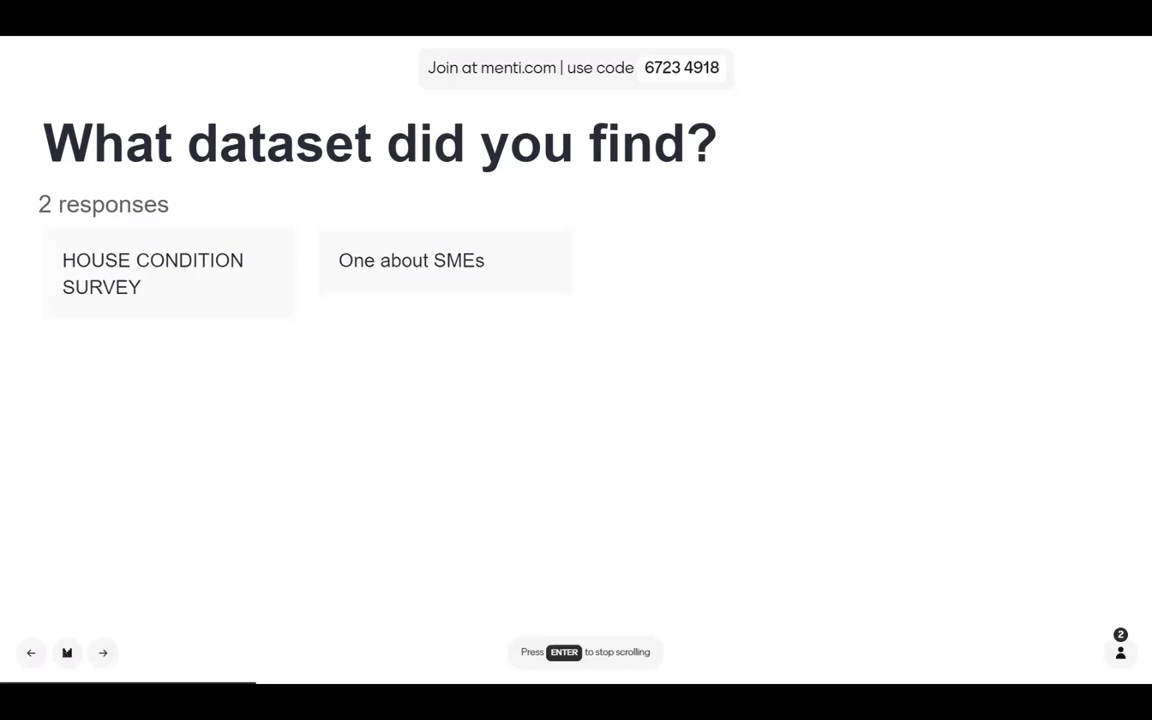 Join at menti.com | use code 6723 4918
What dataset did you find?
2 responses
HOUSE CONDITION
SURVEY
One about SMEs
Press ENTER to stop scrolling
2